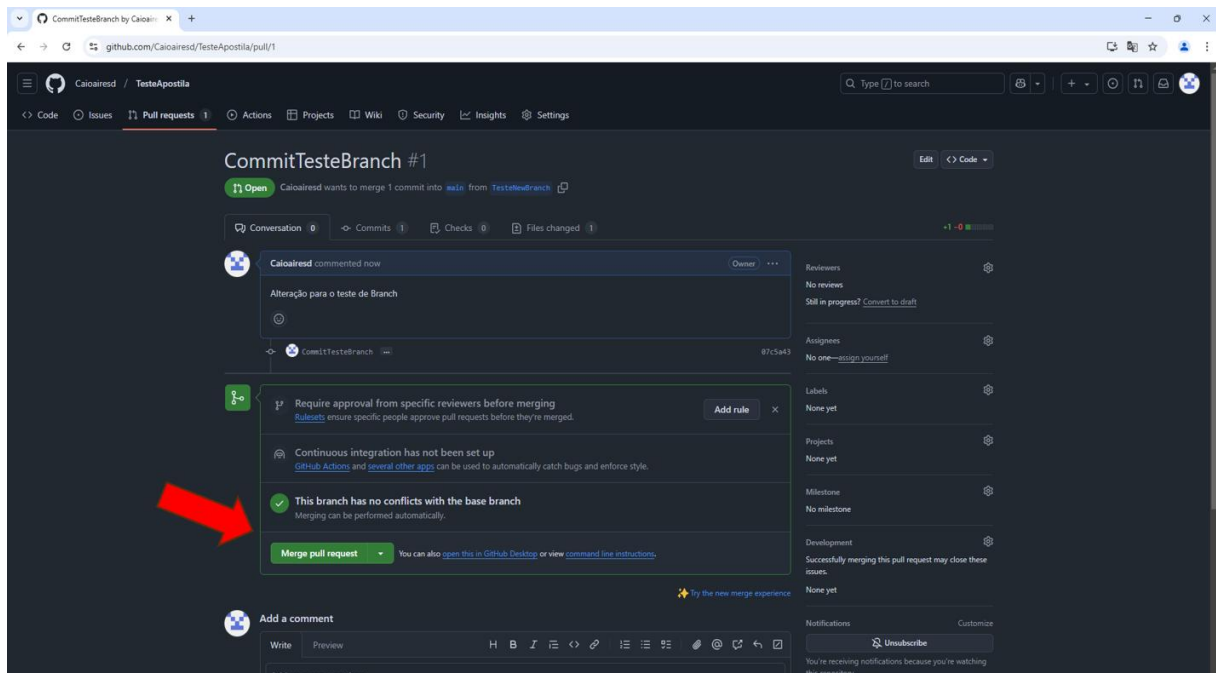 CommitTesteBranch by Caioaire
github.com/Caioairesd/TesteApostila/pull/1
Caioairesd / TesteApostila
Type / to search
Code Issues Pull requests 1 Actions Projects Wiki Security Insights Settings
CommitTesteBranch #1
Edit <> Code
Open Caioairesd wants to merge 1 commit into main from TesteNewBranch
Conversation 0 Commits 1 Checks 0 Files changed 1 +1 -0
Caioairesd commented now Owner
Alteração para o teste de Branch
CommitTesteBranch 07c5a43
Require approval from specific reviewers before merging
Rulesets ensure specific people approve pull requests before they're merged.
Add rule
Continuous integration has not been set up
GitHub Actions and several other apps can be used to automatically catch bugs and enforce style.
This branch has no conflicts with the base branch
Merging can be performed automatically.
Merge pull request You can also open this in GitHub Desktop or view command line instructions.
Try the new merge experience
Add a comment
Write Preview H B I
Reviewers
No reviews
Still in progress? Convert to draft
Assignees
No one—assign yourself
Labels
None yet
Projects
None yet
Milestone
No milestone
Development
Successfully merging this pull request may close these
issues.
None yet
Notifications Customize
Unsubscribe
You're receiving notifications because you're watching
this repository.